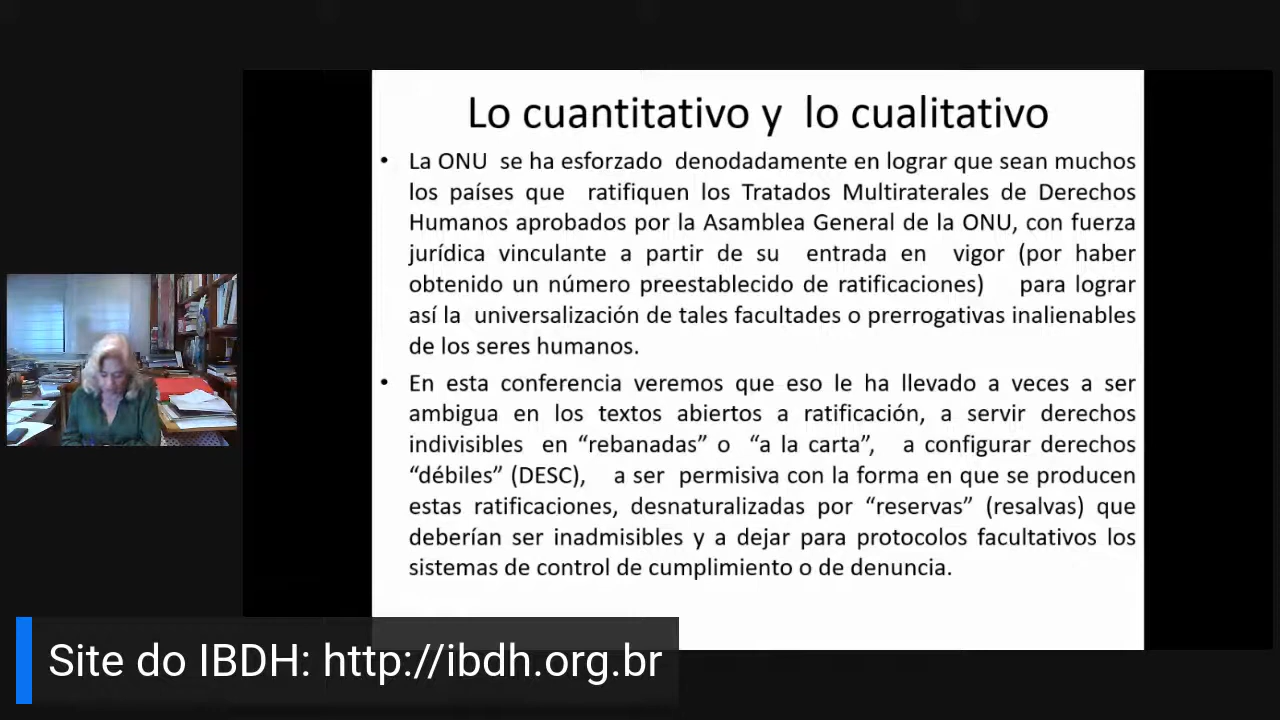 Lo cuantitativo y lo cualitativo
• La ONU se ha esforzado denodadamente en lograr que sean muchos
los países que ratifiquen los Tratados Multiraterales de Derechos
Humanos aprobados por la Asamblea General de la ONU, con fuerza
jurídica vinculante a partir de su entrada en vigor (por haber
obtenido un número preestablecido de ratificaciones) para lograr
así la universalización de tales facultades o prerrogativas inalienables
de los seres humanos.
• En esta conferencia veremos que eso le ha llevado a veces a ser
ambigua en los textos abiertos a ratificación, a servir derechos
indivisibles en “rebanadas” o “a la carta”, a configurar derechos
“débiles” (DESC), a ser permisiva con la forma en que se producen
estas ratificaciones, desnaturalizadas por “reservas” (resalvas) que
deberían ser inadmisibles y a dejar para protocolos facultativos los
sistemas de control de cumplimiento o de denuncia.
Site do IBDH: http://ibdh.org.br